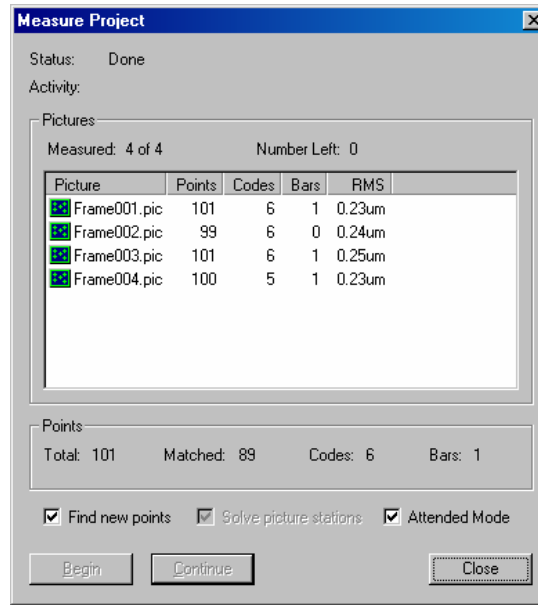 Measure Project
Status: Done
Activity:
Pictures
Measured: 4 of 4 Number Left: 0
Picture Points Codes Bars RMS
Frame001.pic 101 6 1 0.23um
Frame002.pic 99 6 0 0.24um
Frame003.pic 101 6 1 0.25um
Frame004.pic 100 5 1 0.23um
Points
Total: 101 Matched: 89 Codes: 6 Bars: 1
Find new points Solve picture stations Attended Mode
Begin Continue Close